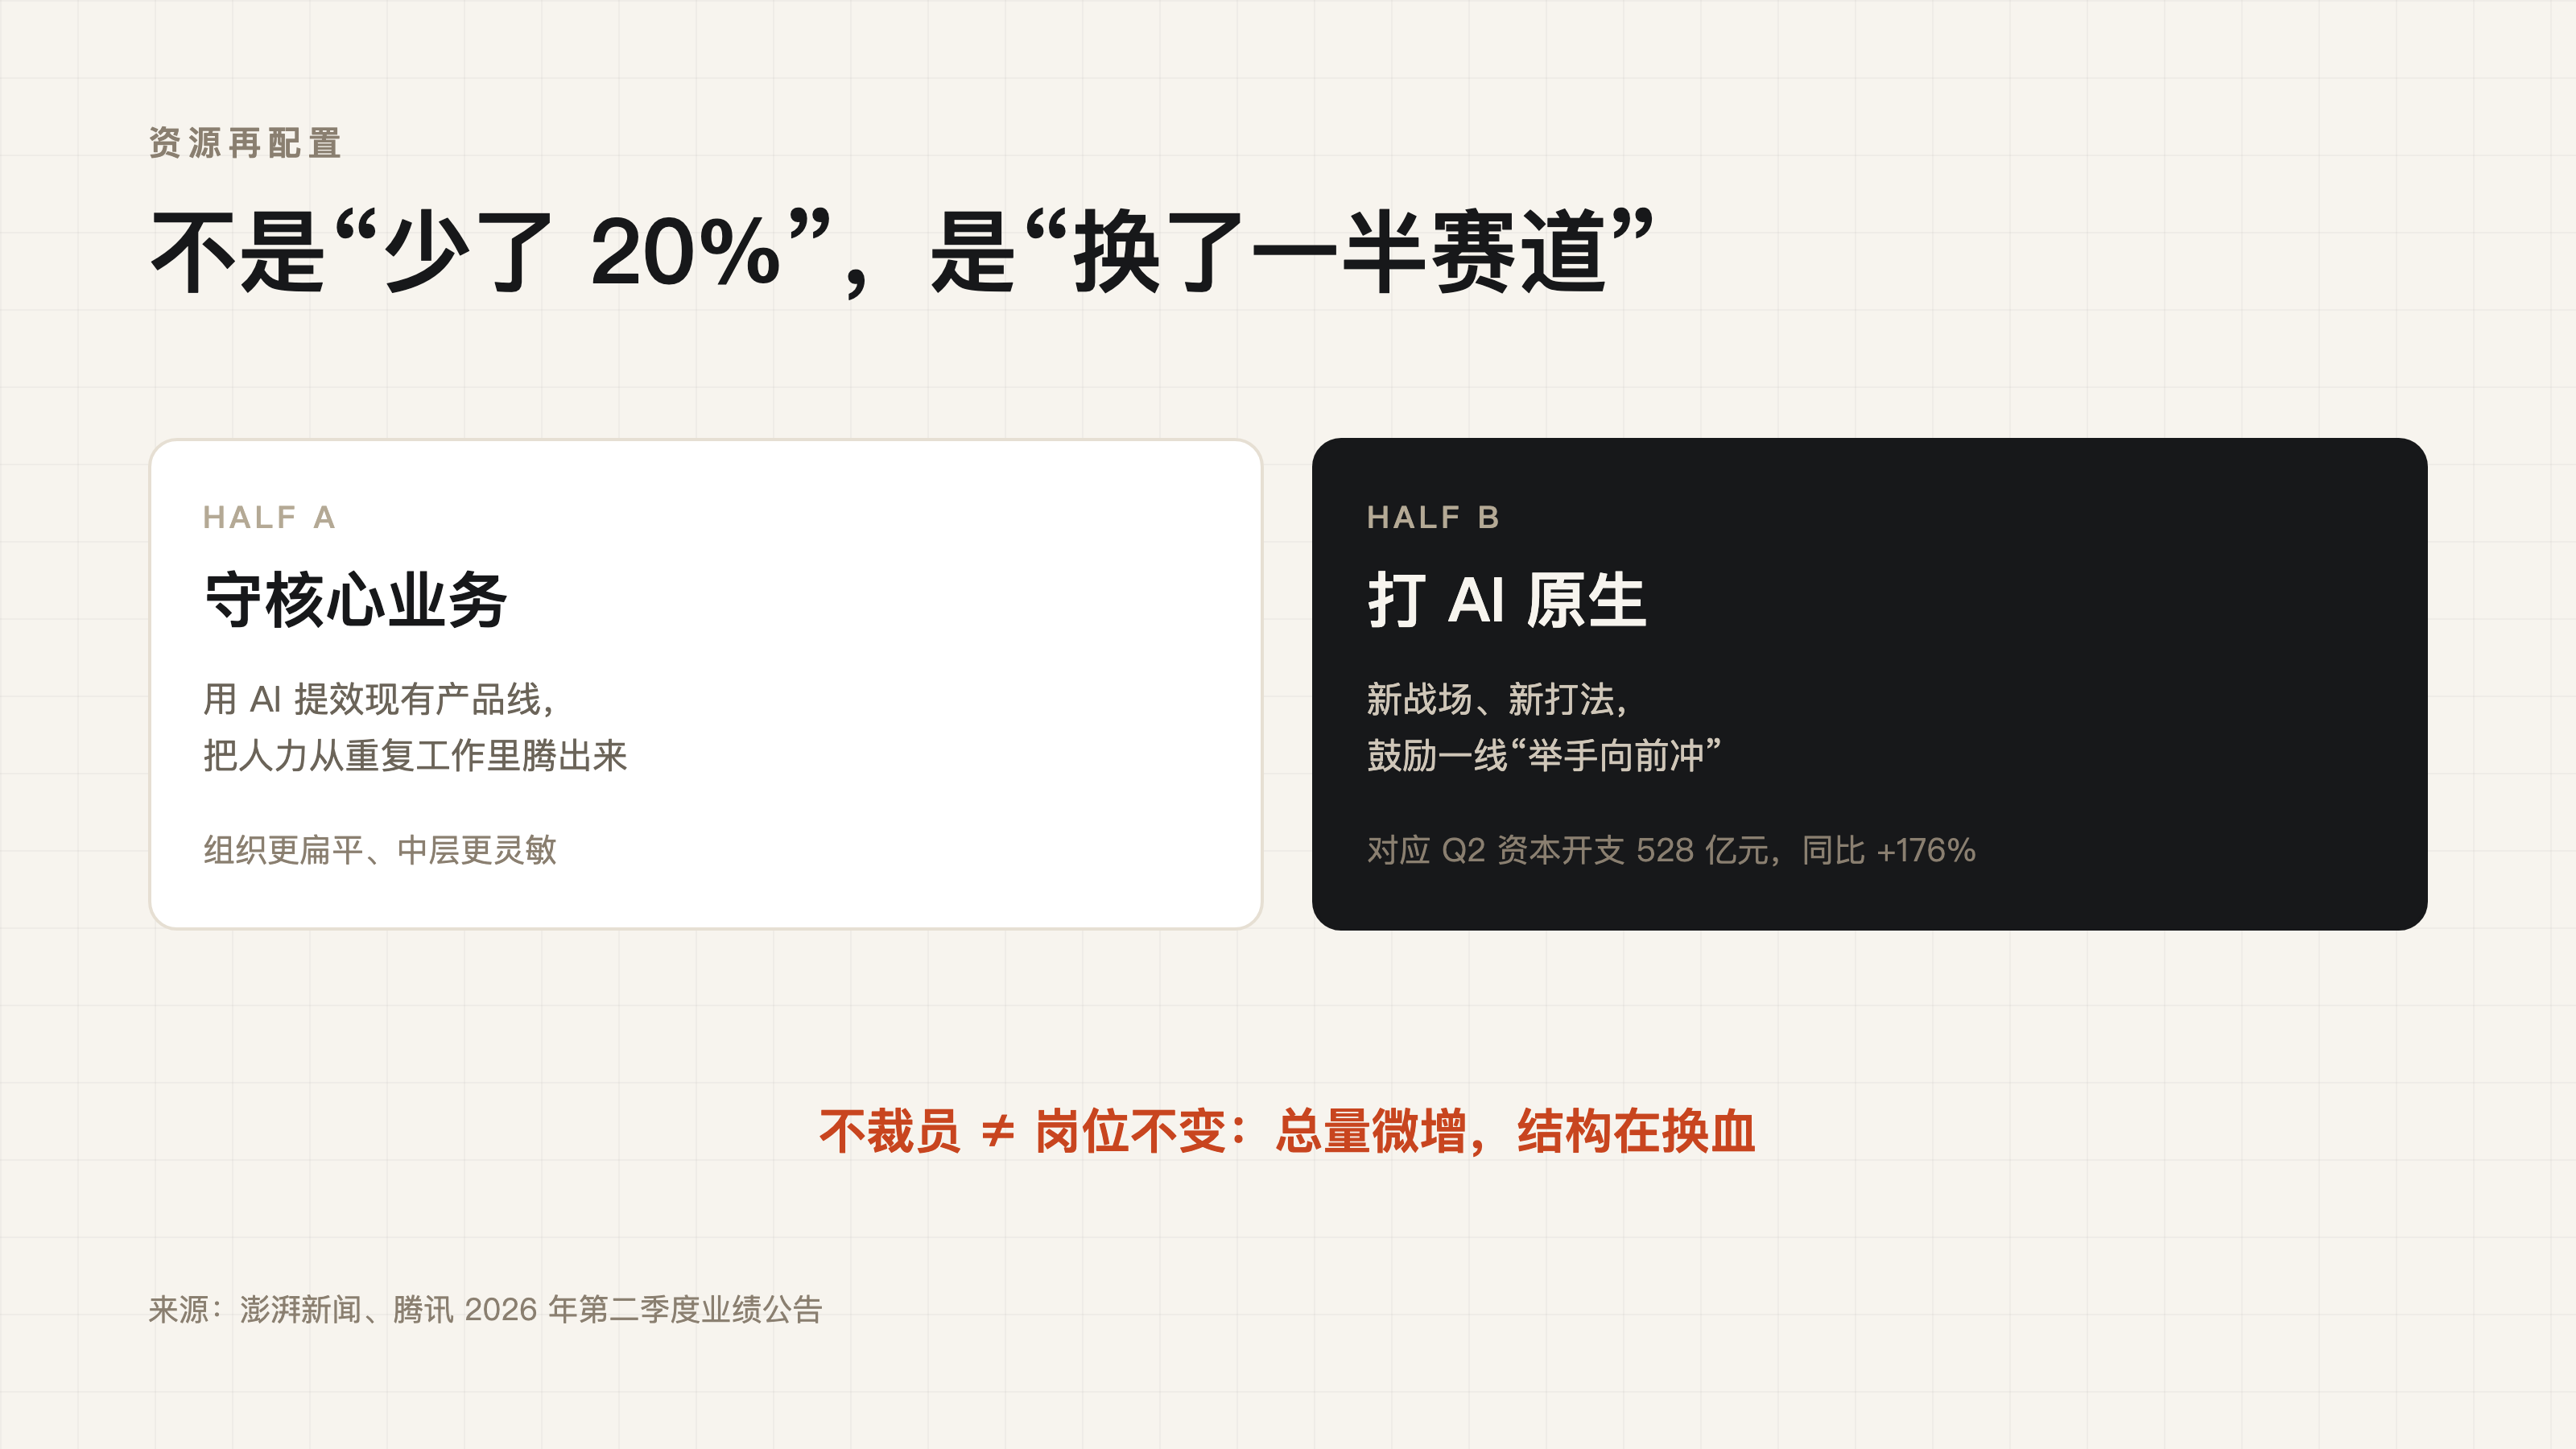 资源再配置
不是“少了 20%”，是“换了一半赛道”
HALF A
守核心业务
用 AI 提效现有产品线，
把人力从重复工作里腾出来
组织更扁平、中层更灵敏
HALF B
打 AI 原生
新战场、新打法，
鼓励一线“举手向前冲”
对应 Q2 资本开支 528 亿元，同比 +176%
不裁员 ≠ 岗位不变：总量微增，结构在换血
来源：澎湃新闻、腾讯 2026 年第二季度业绩公告